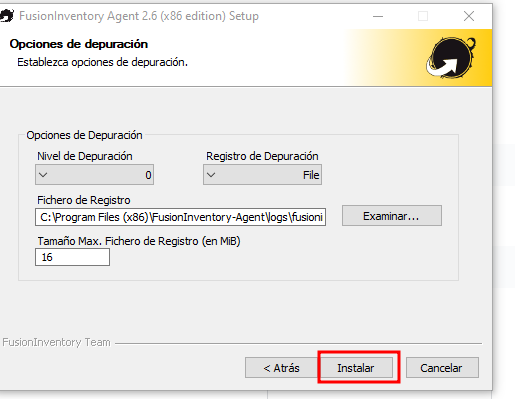 FusionInventory Agent 2.6 (x86 edition) Setup
Opciones de depuración
Establezca opciones de depuración.
Opciones de Depuración
Nivel de Depuración
Registro de Depuración
0
File
Fichero de Registro
C:\Program Files (x86)\FusionInventory-Agent\logs\fusioni
Examinar...
Tamaño Max. Fichero de Registro (en MiB)
16
FusionInventory Team
< Atrás
Instalar
Cancelar